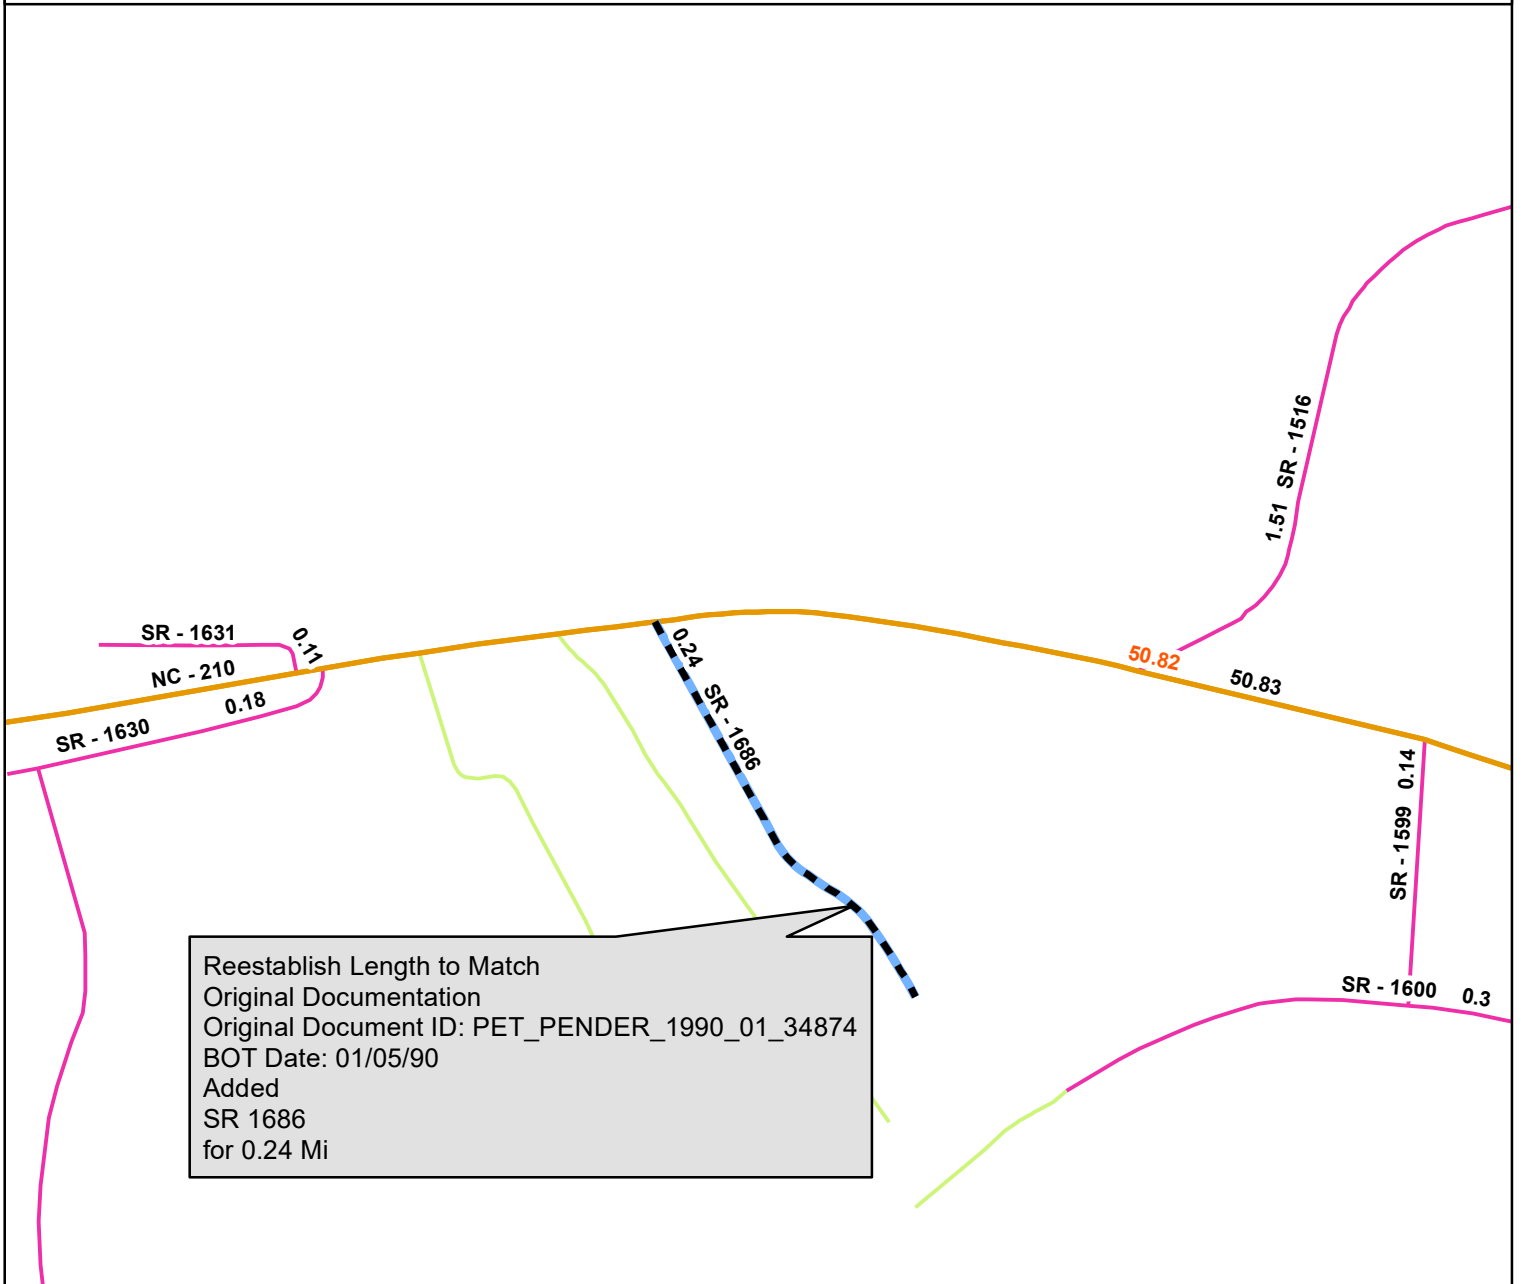 1.51 SR - 1516
SR - 1631
0.11
NC - 210
0.18
SR - 1630
0.24 SR - 1686
50.82
50.83
SR - 1599 0.14
SR - 1600 0.3
Reestablish Length to Match
Original Documentation
Original Document ID: PET_PENDER_1990_01_34874
BOT Date: 01/05/90
Added
SR 1686
for 0.24 Mi